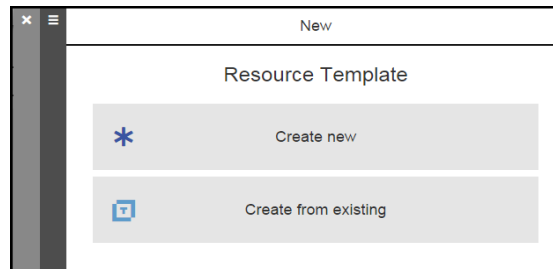 New
Resource Template
Create new
T
Create from existing